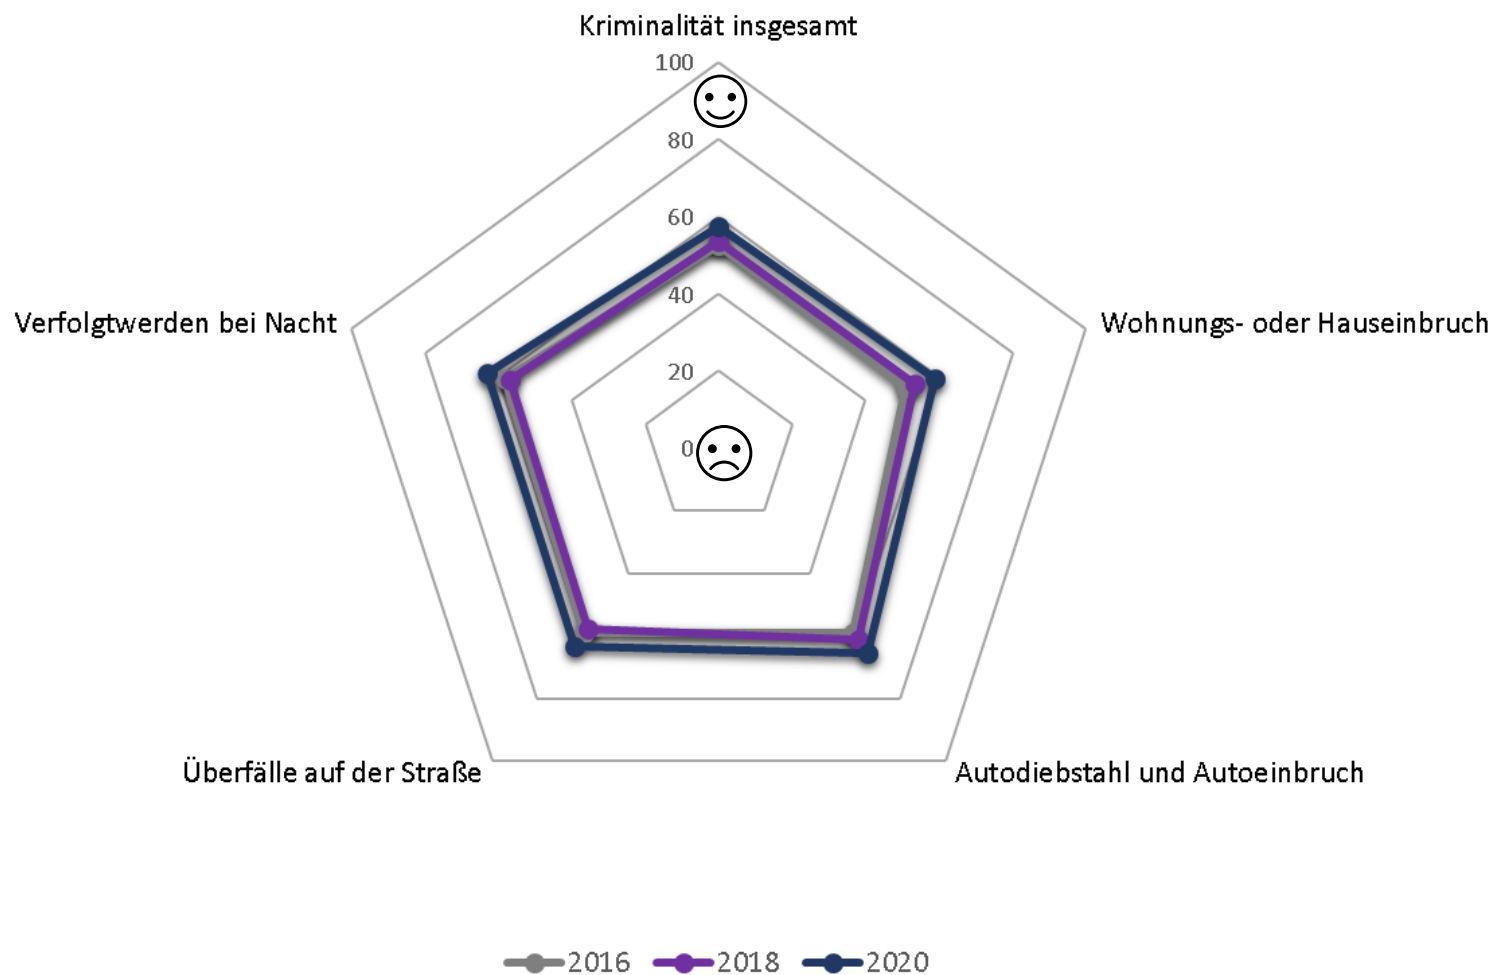 Kriminalität insgesamt
100
80
60
40
20
0
Verfolgtwerden bei Nacht
Wohnungs- oder Hauseinbruch
Überfälle auf der Straße
Autodiebstahl und Autoeinbruch
2016 2018 2020